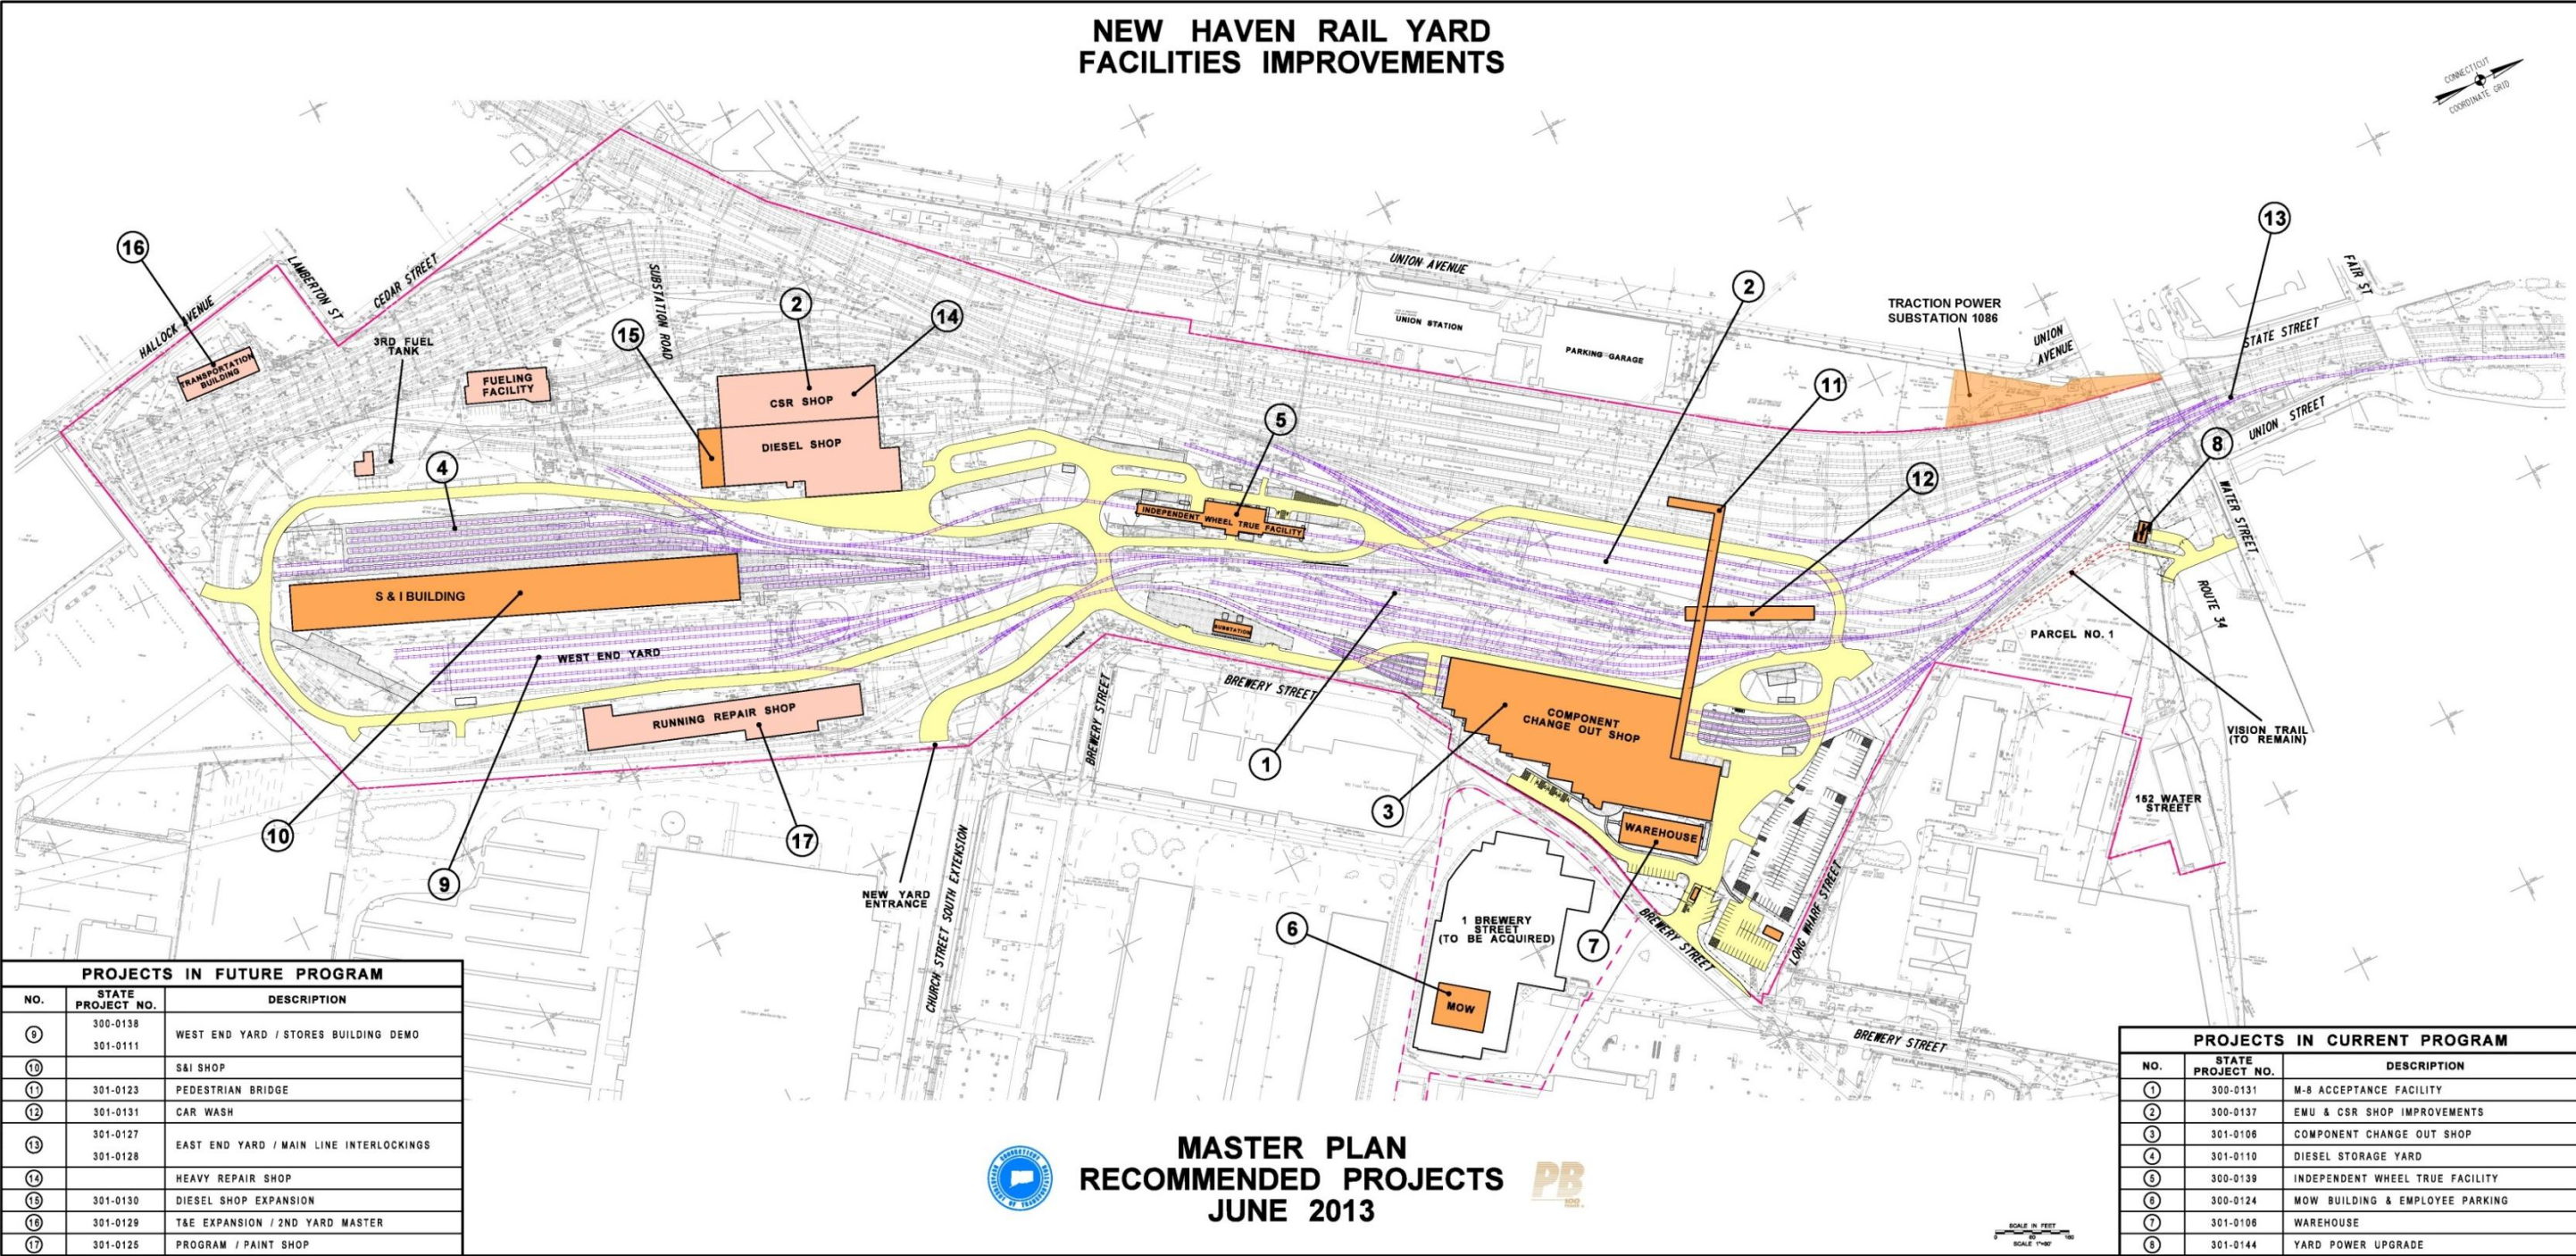 NEW HAVEN RAIL YARD
FACILITIES IMPROVEMENTS
CONNECTICUT
COORDINATE GRID
16
13
HALLOCK AVENUE
LAMBERTON ST
CEDAR STREET
SUBSTATION ROAD
UNION AVENUE
FAIR ST
2
14
15
2
TRACTION POWER
SUBSTATION 1086
UNION
AVENUE
STATE STREET
UNION STREET
3RD FUEL
TANK
TRANSPORTATION
BUILDING
FUELING
FACILITY
CSR SHOP
DIESEL SHOP
UNION STATION
PARKING GARAGE
11
5
8
4
12
WATER STREET
INDEPENDENT WHEEL TRUE FACILITY
S & I BUILDING
ROUTE 34
SUBSTATION
PARCEL NO. 1
WEST END YARD
BREWERY STREET
BREWERY STREET
RUNNING REPAIR SHOP
COMPONENT
CHANGE OUT SHOP
VISION TRAIL
(TO REMAIN)
1
3
152 WATER
STREET
10
17
WAREHOUSE
9
NEW YARD
ENTRANCE
CHURCH STREET SOUTH EXTENSION
LONG WHARF STREET
6
1 BREWERY
STREET
(TO BE ACQUIRED)
7
BREWERY STREET
MOW
BREWERY STREET
PROJECTS IN FUTURE PROGRAM
NO. STATE PROJECT NO. DESCRIPTION
9 300-0138 301-0111 WEST END YARD / STORES BUILDING DEMO
10 S&I SHOP
11 301-0123 PEDESTRIAN BRIDGE
12 301-0131 CAR WASH
13 301-0127 301-0128 EAST END YARD / MAIN LINE INTERLOCKINGS
14 HEAVY REPAIR SHOP
15 301-0130 DIESEL SHOP EXPANSION
16 301-0129 T&E EXPANSION / 2ND YARD MASTER
17 301-0125 PROGRAM / PAINT SHOP
MASTER PLAN
RECOMMENDED PROJECTS
JUNE 2013
PB
SCALE IN FEET
PROJECTS IN CURRENT PROGRAM
NO. STATE PROJECT NO. DESCRIPTION
1 300-0131 M-8 ACCEPTANCE FACILITY
2 300-0137 EMU & CSR SHOP IMPROVEMENTS
3 301-0106 COMPONENT CHANGE OUT SHOP
4 301-0110 DIESEL STORAGE YARD
5 300-0139 INDEPENDENT WHEEL TRUE FACILITY
6 300-0124 MOW BUILDING & EMPLOYEE PARKING
7 301-0106 WAREHOUSE
8 301-0144 YARD POWER UPGRADE